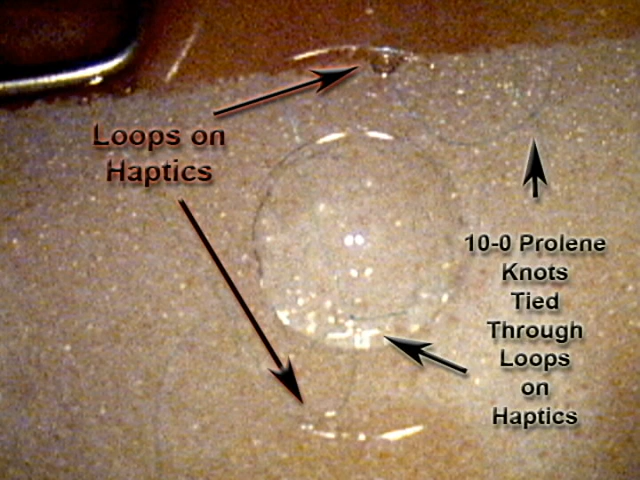 Loops on
Haptics
10-0 Prolene
Knots
Tied
Through
Loops
on
Haptics